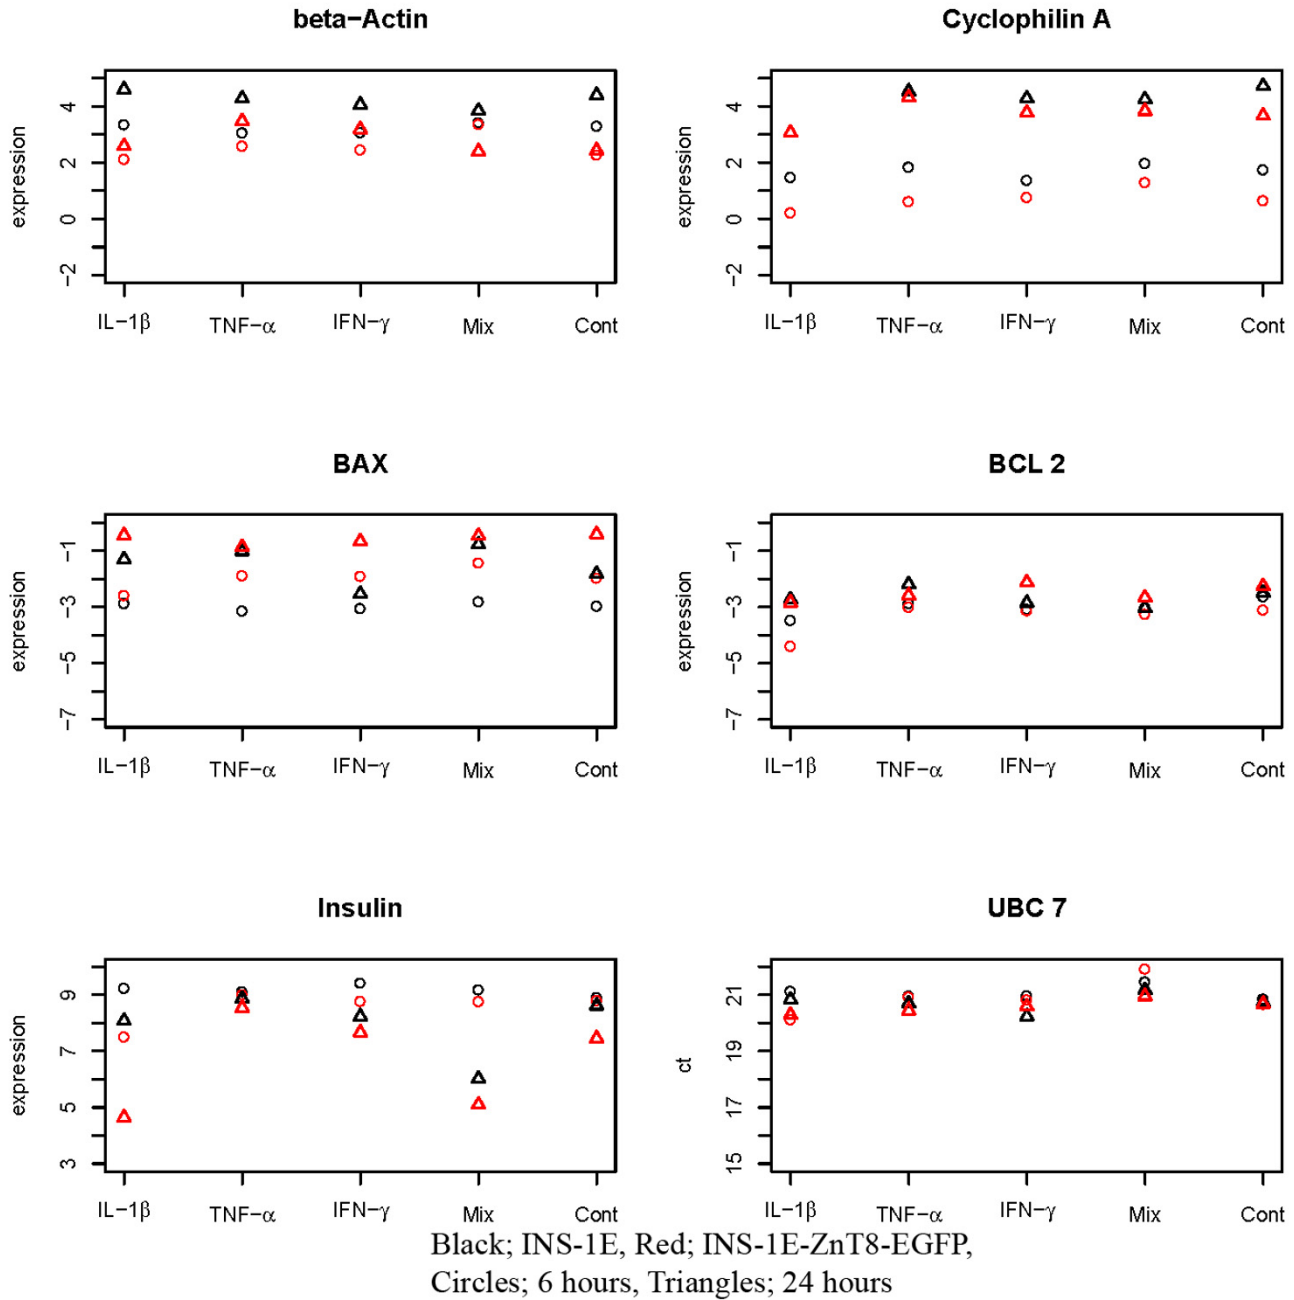 beta−Actin
Cyclophilin A
expression
4
2
0
−2
IL−1β TNF−α IFN−γ Mix Cont
expression
4
2
0
−2
IL−1β TNF−α IFN−γ Mix Cont
BAX
BCL 2
expression
−1
−3
−5
−7
IL−1β TNF−α IFN−γ Mix Cont
expression
−1
−3
−5
−7
IL−1β TNF−α IFN−γ Mix Cont
Insulin
UBC 7
expression
9
7
5
3
IL−1β TNF−α IFN−γ Mix Cont
ct
21
19
17
15
IL−1β TNF−α IFN−γ Mix Cont
Black; INS-1E, Red; INS-1E-ZnT8-EGFP,
Circles; 6 hours, Triangles; 24 hours